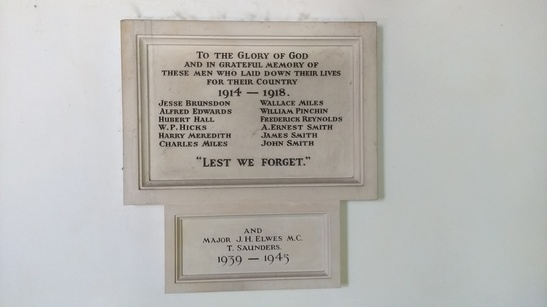 To the Glory of God
and in grateful memory of
these men who laid down their lives
for their Country
1914 — 1918.
Jesse Brunsdon Wallace Miles
Alfred Edwards William Pinchin
Hubert Hall Frederick Reynolds
W. F. Hicks A. Ernest Smith
Harry Meredith James Smith
Charles Miles John Smith
"Lest we forget."
and
Major J. H. Elwes M.C.
T. Saunders.
1939 — 1945